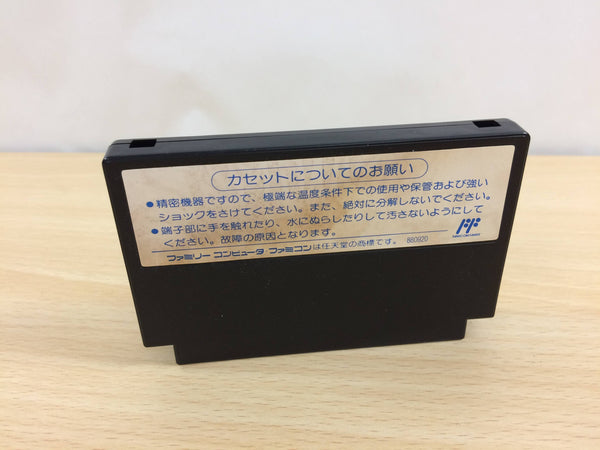 カセットについてのお願い
●精密機器ですので、極端な温度条件下での使用や保管および強い
ショックをさけてください。また、絶対に分解しないでください。
●端子部に手を触れたり、水にぬらしたりして汚さないようにして
ください。故障の原因となります。
ファミリー コンピュータ ファミコンは任天堂の商標です。 880920